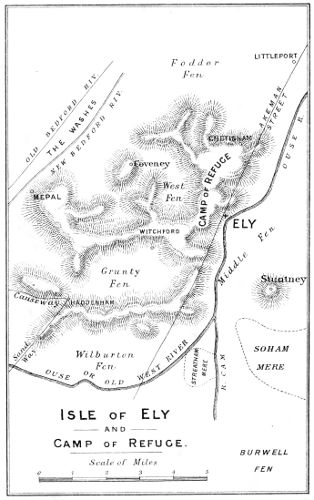 LITTLEPORT
Fodder
Fen
OLD BEDFORD RIV.
THE WASHES
NEW BEDFORD RIV.
AKEMAN
STREET
OUSE R.
CHETISHAM
CAMP OF REFUGE
Coveney
West
Fen
MEPAL
ELY
WITCHFORD
Middle Fen
Grunty
Fen
Stuntney
Causeway
HADDENHAM
Sand
Way
Wilburton
Fen
OUSE OR OLD WEST RIVER
STREATHAM
MERE
R. CAM
SOHAM
MERE
ISLE OF ELY
AND
CAMP OF REFUGE.
Scale of Miles
0 1 2 3 4 5
BURWELL
FEN